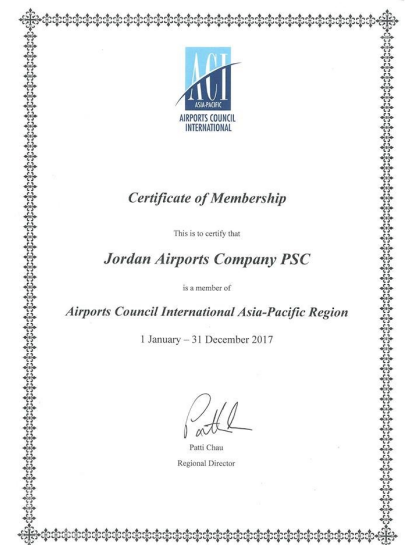 ACI
ASIA-PACIFIC
AIRPORTS COUNCIL
INTERNATIONAL
Certificate of Membership
This is to certify that
Jordan Airports Company PSC
is a member of
Airports Council International Asia-Pacific Region
1 January – 31 December 2017
Patti Chau
Regional Director